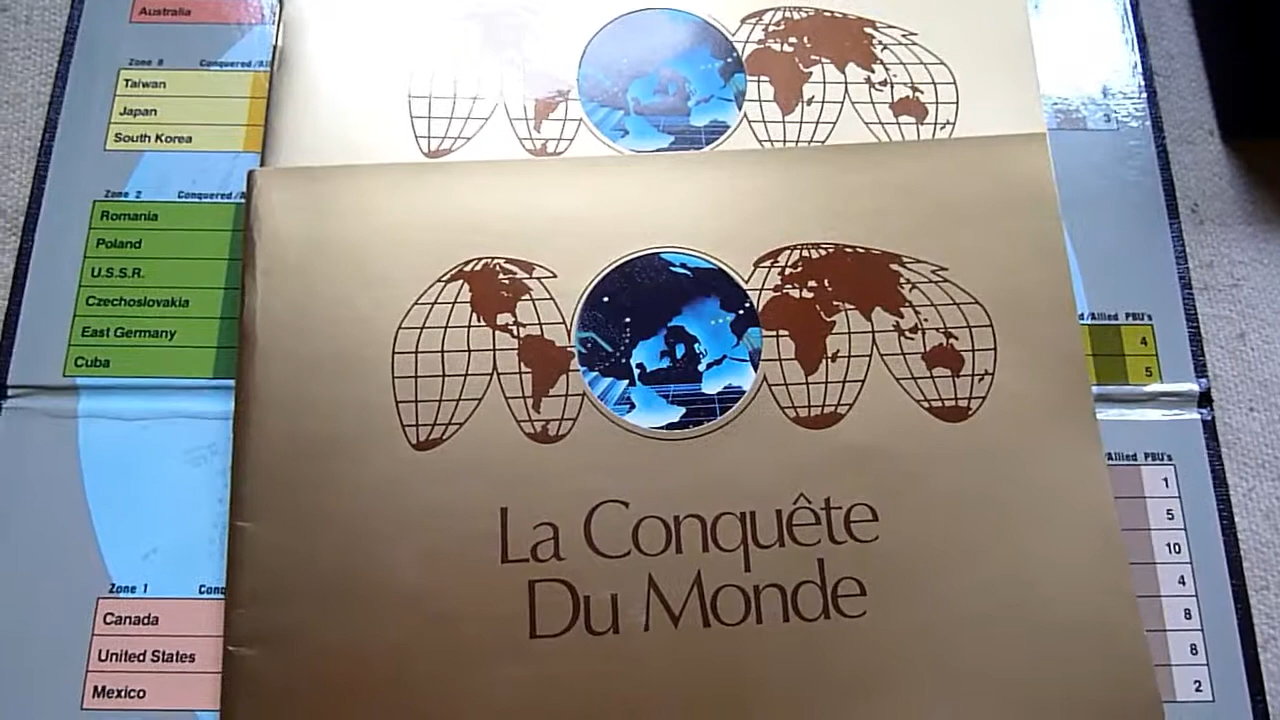 Australia
Zone 8 Conquered/Al
Taiwan
Japan
South Korea
3
Zone 2 Conquered/A
Romania
Poland
U.S.S.R.
Czechoslovakia
East Germany
Cuba
d/Allied PBU's
4
5
La Conquête
Du Monde
Zone 1 Conq
Canada
United States
Mexico
/Allied PBU's
1
5
10
4
8
8
2